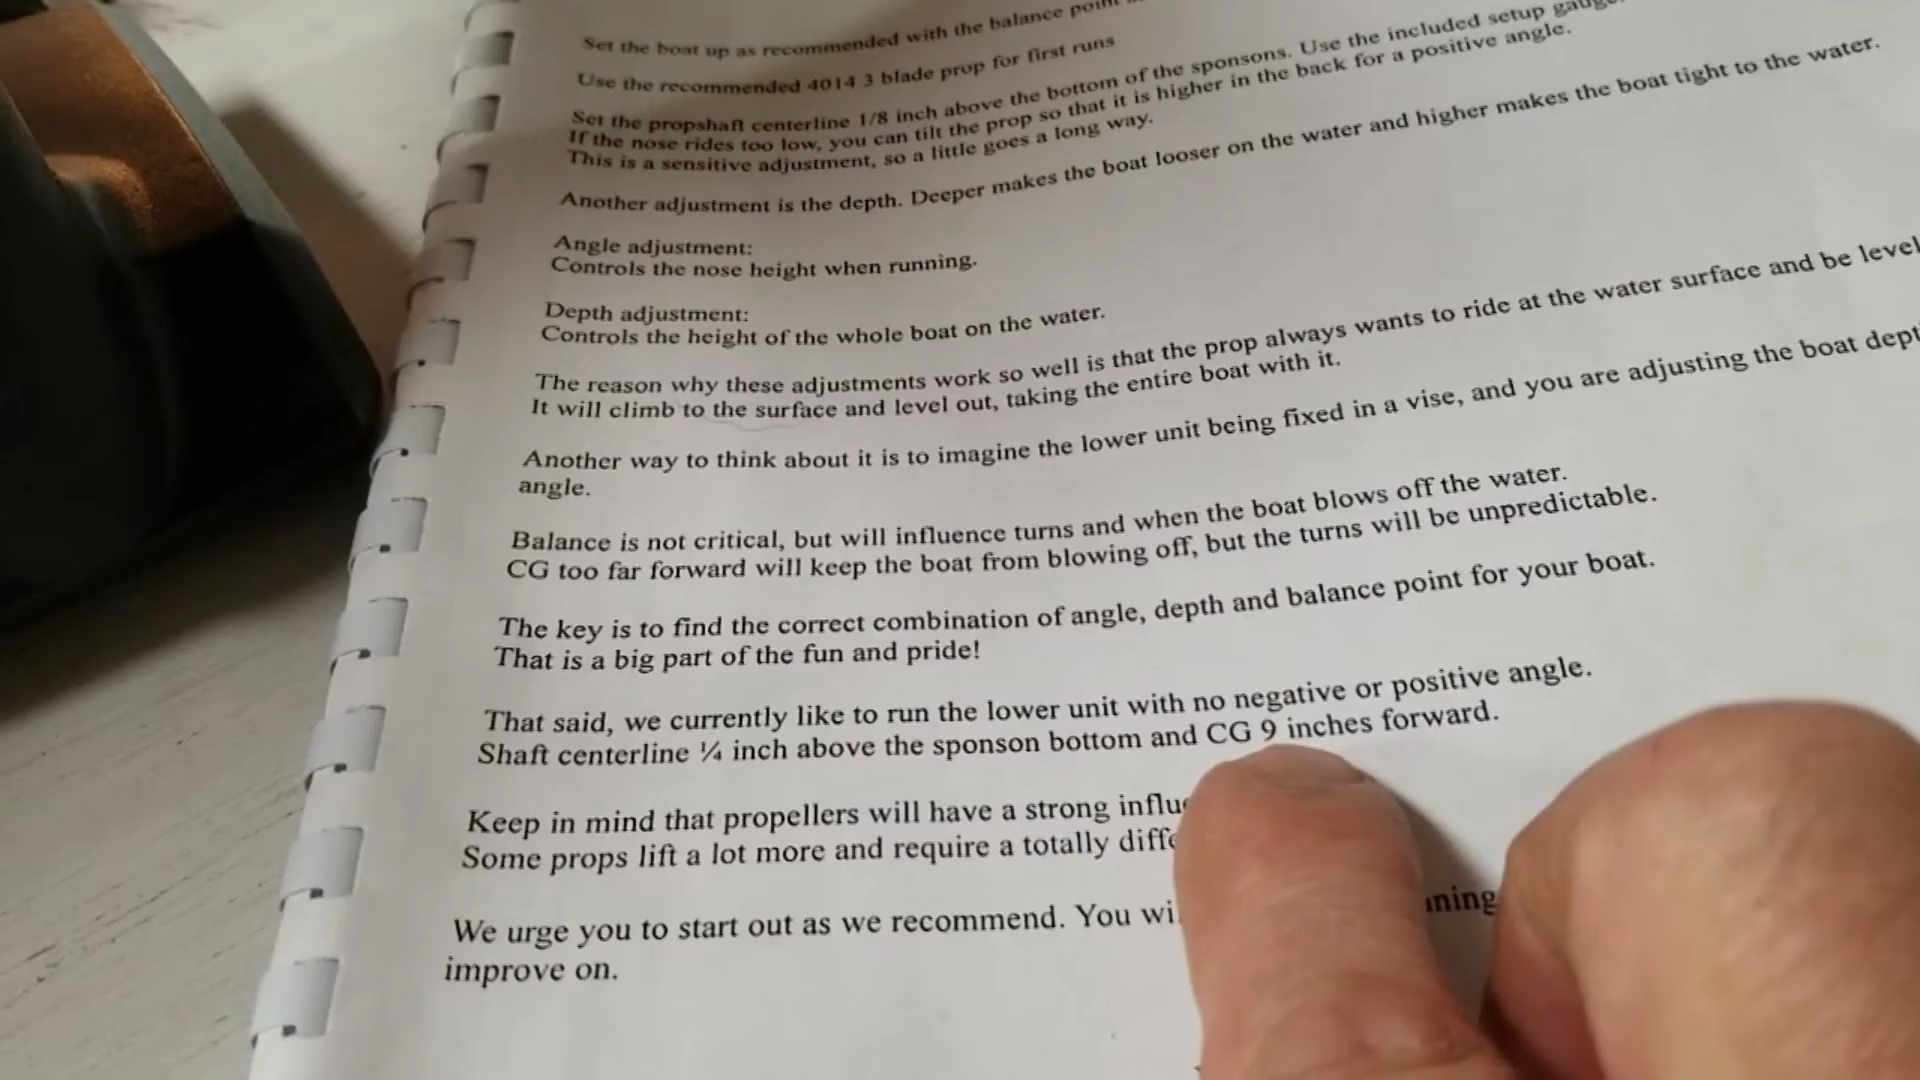 Set the boat up as recommended with the balance point
Use the recommended 4014 3 blade prop for first runs
Set the propshaft centerline 1/8 inch above the bottom of the sponsons. Use the included setup gauge.
If the nose rides too low, you can tilt the prop so that it is higher in the back for a positive angle.
This is a sensitive adjustment, so a little goes a long way.
Another adjustment is the depth. Deeper makes the boat looser on the water and higher makes the boat tight to the water.
Angle adjustment:
Controls the nose height when running.
Depth adjustment:
Controls the height of the whole boat on the water.
The reason why these adjustments work so well is that the prop always wants to ride at the water surface and be level
It will climb to the surface and level out, taking the entire boat with it.
Another way to think about it is to imagine the lower unit being fixed in a vise, and you are adjusting the boat dept
angle.
Balance is not critical, but will influence turns and when the boat blows off the water.
CG too far forward will keep the boat from blowing off, but the turns will be unpredictable.
The key is to find the correct combination of angle, depth and balance point for your boat.
That is a big part of the fun and pride!
That said, we currently like to run the lower unit with no negative or positive angle.
Shaft centerline ¼ inch above the sponson bottom and CG 9 inches forward.
Keep in mind that propellers will have a strong influ
Some props lift a lot more and require a totally diffe
We urge you to start out as we recommend. You wi ning
improve on.